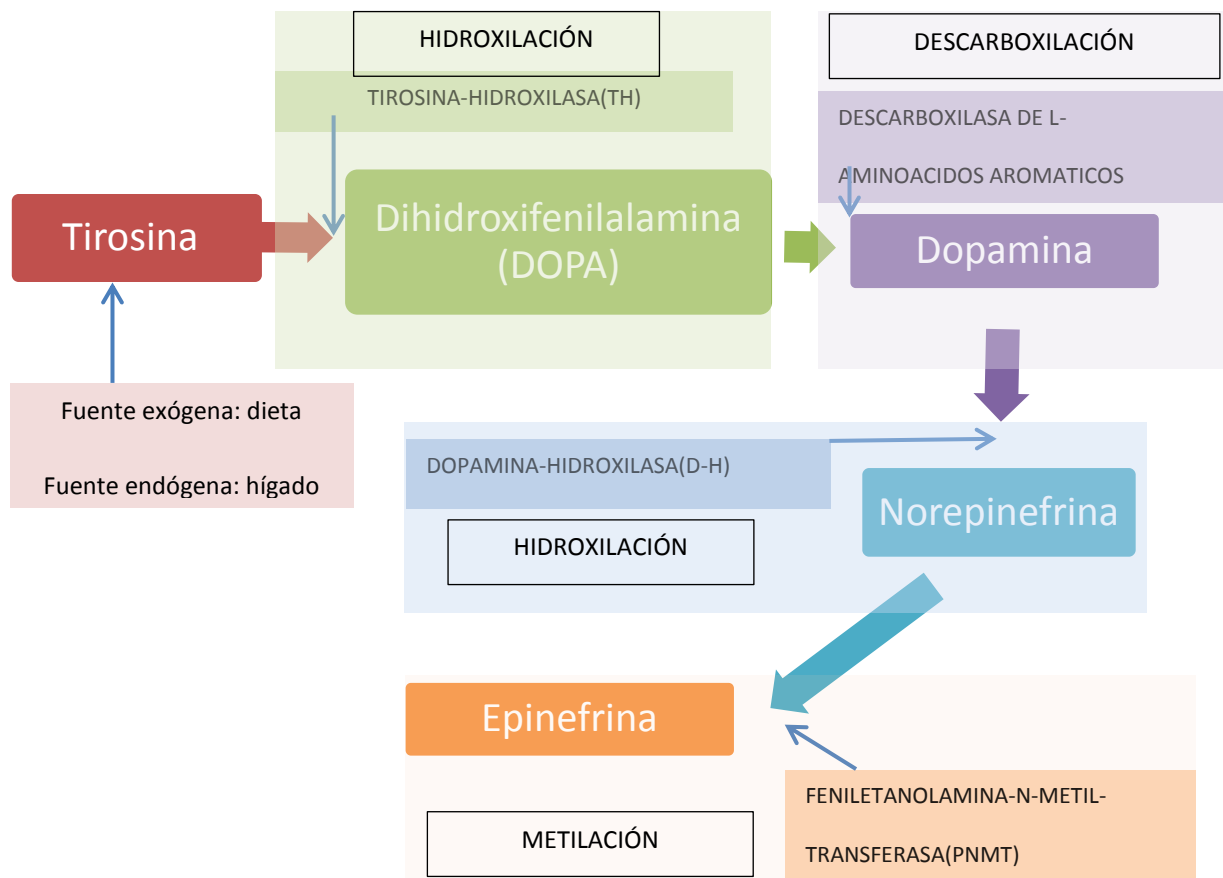 HIDROXILACIÓN
TIROSINA-HIDROXILASA(TH)
DESCARBOXILACIÓN
DESCARBOXILASA DE L-
AMINOACIDOS AROMATICOS
Tirosina
Dihidroxifenilalamina
(DOPA)
Dopamina
Fuente exógena: dieta
Fuente endógena: hígado
DOPAMINA-HIDROXILASA(D-H)
HIDROXILACIÓN
Norepinefrina
Epinefrina
METILACIÓN
FENILETANOLAMINA-N-METIL-
TRANSFERASA(PNMT)